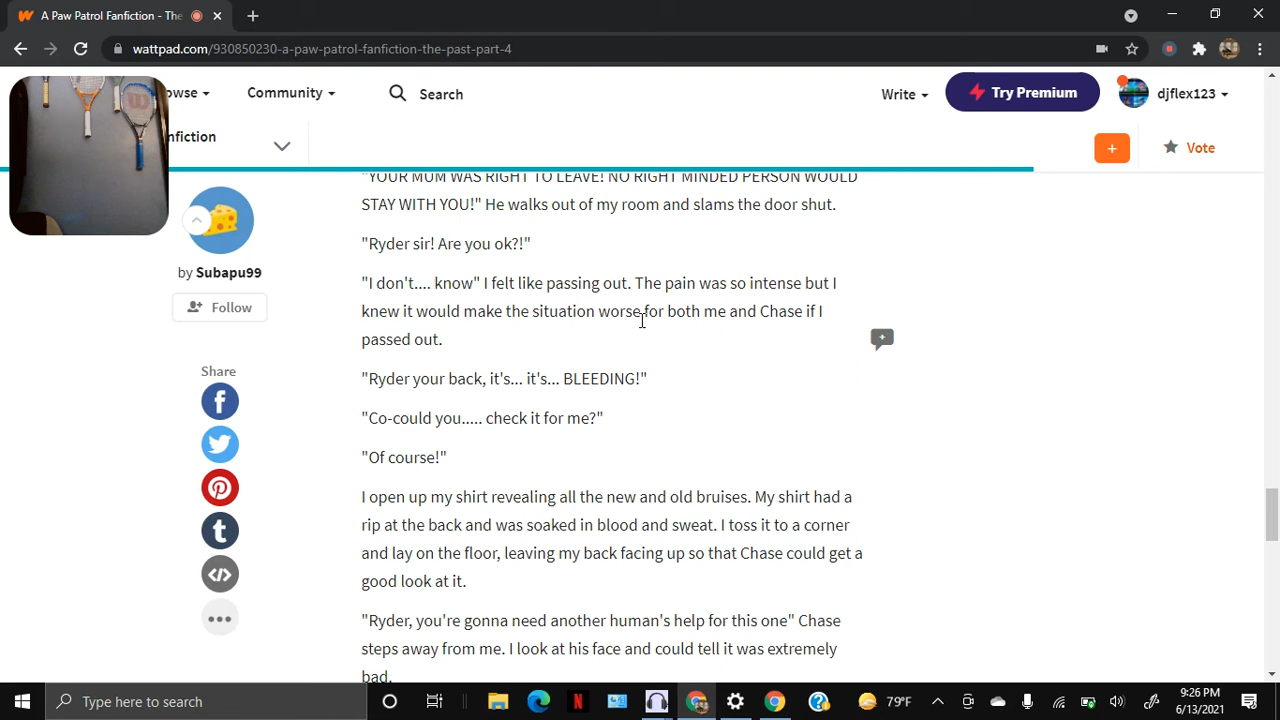 A Paw Patrol Fanfiction - The
wattpad.com/930850230-a-paw-patrol-fanfiction-the-past-part-4
owse
Community
Search
Write
Try Premium
djflex123
nfiction
+
Vote
"YOUR MUM WAS RIGHT TO LEAVE! NO RIGHT MINDED PERSON WOULD
STAY WITH YOU!" He walks out of my room and slams the door shut.
"Ryder sir! Are you ok?!"
by Subapu99
"I don't.... know" I felt like passing out. The pain was so intense but I
Follow
knew it would make the situation worse for both me and Chase if I
passed out.
Share
"Ryder your back, it's... it's... BLEEDING!"
"Co-could you..... check it for me?"
"Of course!"
I open up my shirt revealing all the new and old bruises. My shirt had a
rip at the back and was soaked in blood and sweat. I toss it to a corner
and lay on the floor, leaving my back facing up so that Chase could get a
good look at it.
"Ryder, you're gonna need another human's help for this one" Chase
steps away from me. I look at his face and could tell it was extremely
bad.
Type here to search
79°F
9:26 PM
6/13/2021